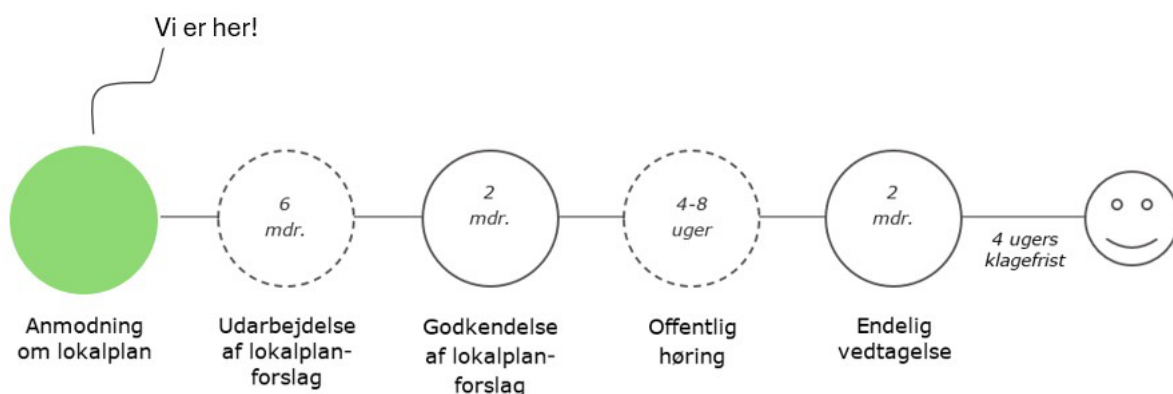 Vi er her!
6
mdr.
2
mdr.
4-8
uger
2
mdr.
4 ugers
klagefrist
Anmodning
om lokalplan
Udarbejdelse
af lokalplan-
forslag
Godkendelse
af lokalplan-
forslag
Offentlig
høring
Endelig
vedtagelse